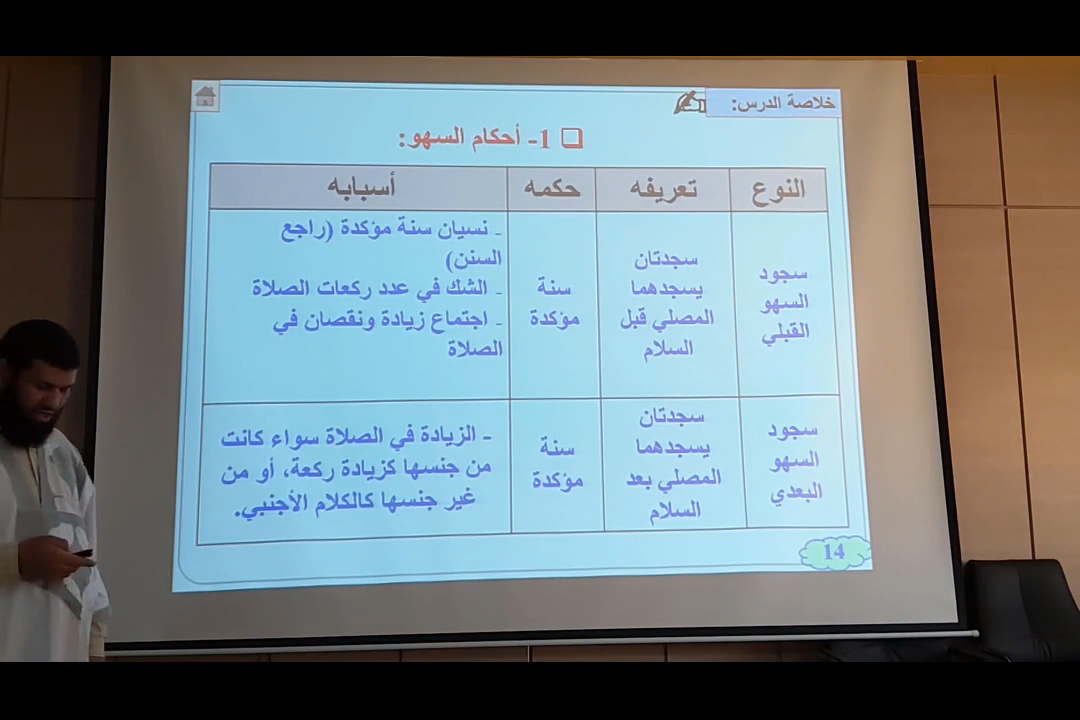 خلاصة الدرس:
1- أحكام السهو:
النوع
تعريفه
حكمه
أسبابه
سجود
السهو
القبلي
سجدتان
يسجدهما
المصلي قبل
السلام
سنة
مؤكدة
- نسيان سنة مؤكدة (راجع
السنن)
- الشك في عدد ركعات الصلاة
- اجتماع زيادة ونقصان في
الصلاة
سجود
السهو
البعدي
سجدتان
يسجدهما
المصلي بعد
السلام
سنة
مؤكدة
- الزيادة في الصلاة سواء كانت
من جنسها كزيادة ركعة، أو من
غير جنسها كالكلام الأجنبي.
14